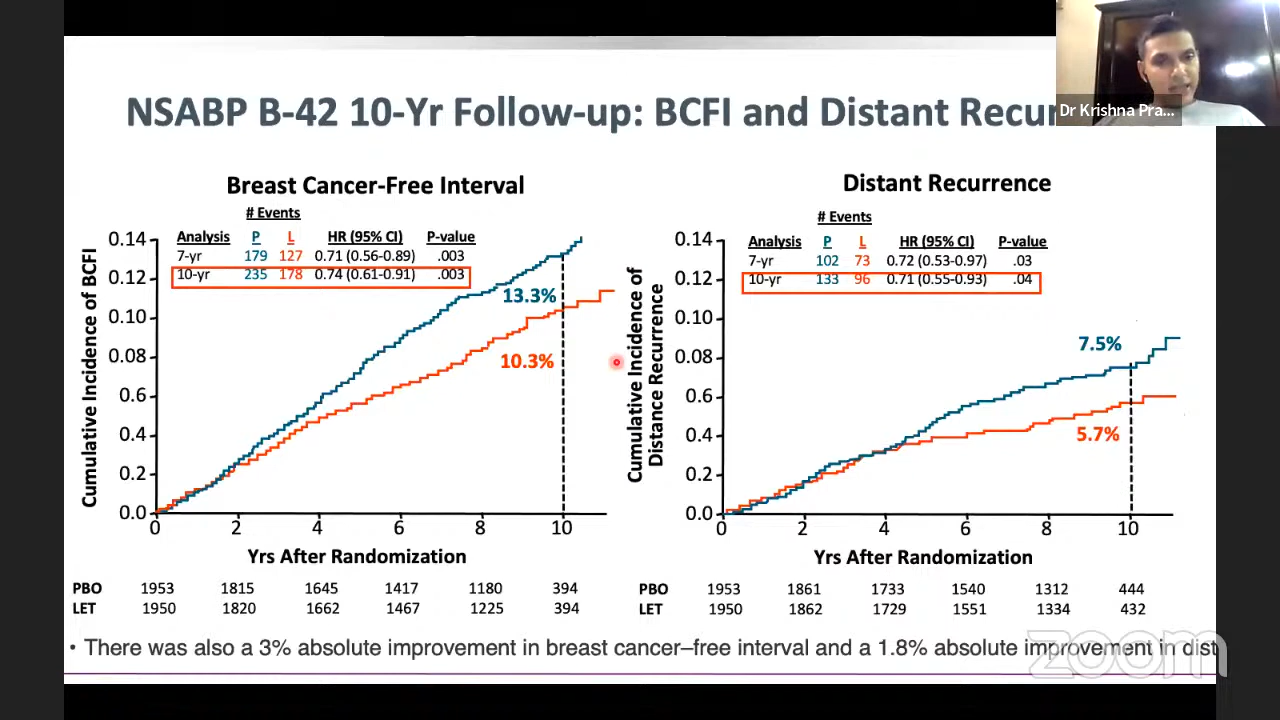 NSABP B-42 10-Yr Follow-up: BCFI and Distant Recur
Dr Krishna Pra...
Breast Cancer-Free Interval
# Events
Analysis P L HR (95% CI) P-value
7-yr 179 127 0.71 (0.56-0.89) .003
10-yr 235 178 0.74 (0.61-0.91) .003
Cumulative Incidence of BCFI
0.14
0.12
0.10
0.08
0.6
0.4
0.2
0.0
13.3%
10.3%
0 2 4 6 8 10
Yrs After Randomization
PBO 1953 1815 1645 1417 1180 394
LET 1950 1820 1662 1467 1225 394
Distant Recurrence
# Events
Analysis P L HR (95% CI) P-value
7-yr 102 73 0.72 (0.53-0.97) .03
10-yr 133 96 0.71 (0.55-0.93) .04
Cumulative Incidence of
Distance Recurrence
0.14
0.12
0.10
0.08
0.6
0.4
0.2
0.0
7.5%
5.7%
0 2 4 6 8 10
Yrs After Randomization
PBO 1953 1861 1733 1540 1312 444
LET 1950 1862 1729 1551 1334 432
• There was also a 3% absolute improvement in breast cancer–free interval and a 1.8% absolute improvement in dist
zoom